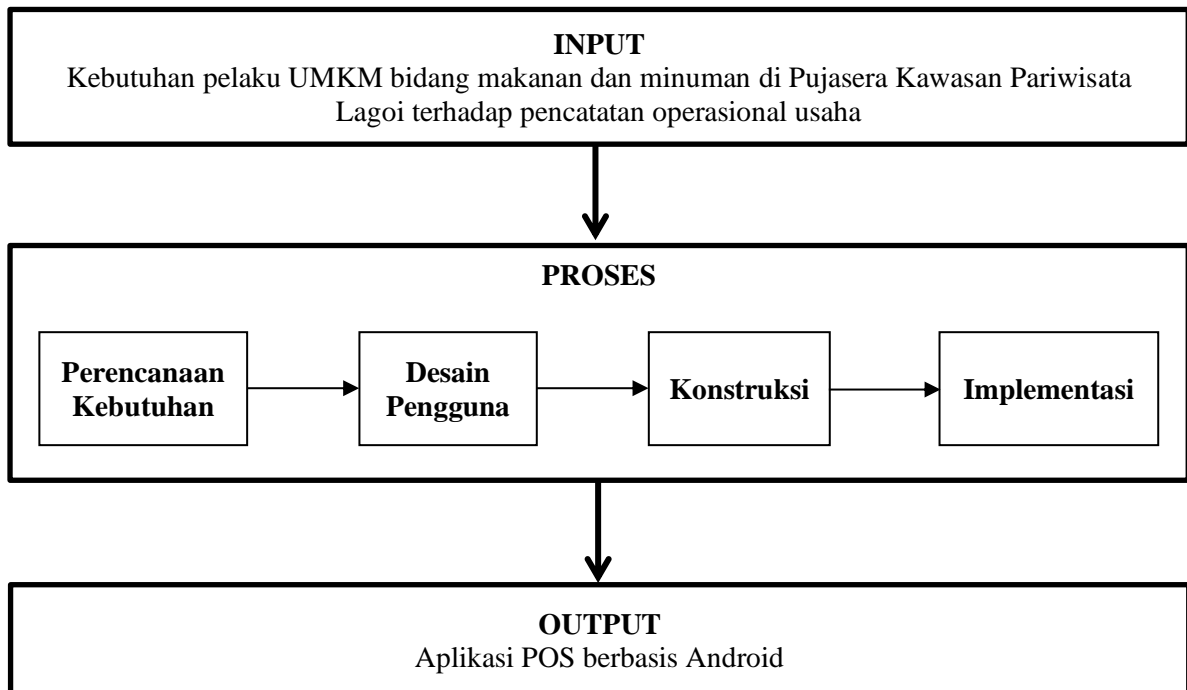 INPUT
Kebutuhan pelaku UMKM bidang makanan dan minuman di Pujasera Kawasan Pariwisata
Lagoi terhadap pencatatan operasional usaha
PROSES
Perencanaan
Kebutuhan
Desain
Pengguna
Konstruksi
Implementasi
OUTPUT
Aplikasi POS berbasis Android